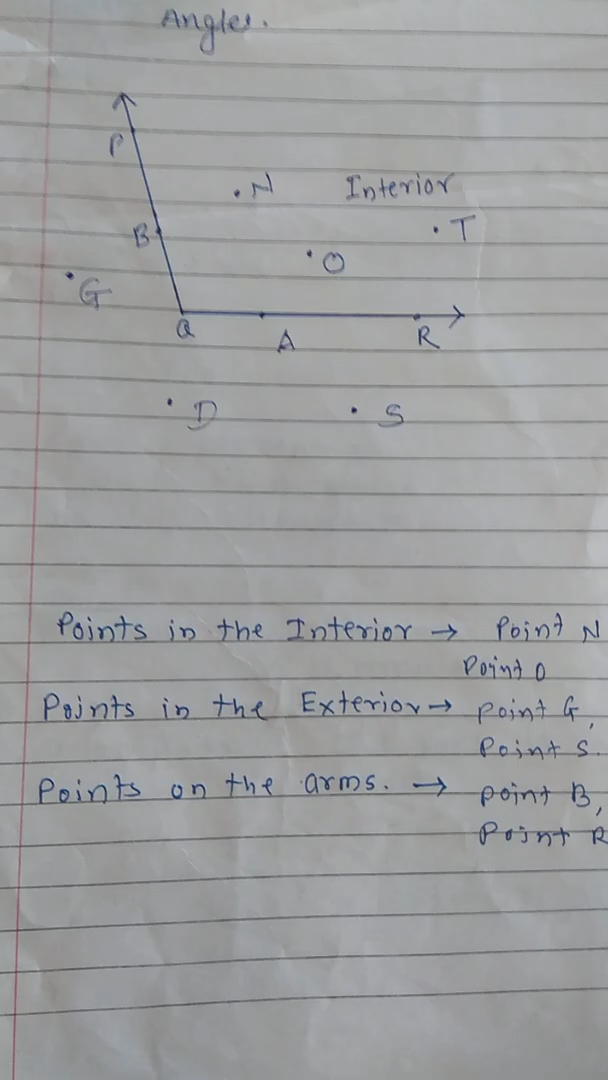 Angles.
P
N Interior
B T
O
G
Q A R
D S
Points in the Interior → Point N
Point O
Points in the Exterior → Point G,
Point S.
Points on the arms. → Point B,
Point R